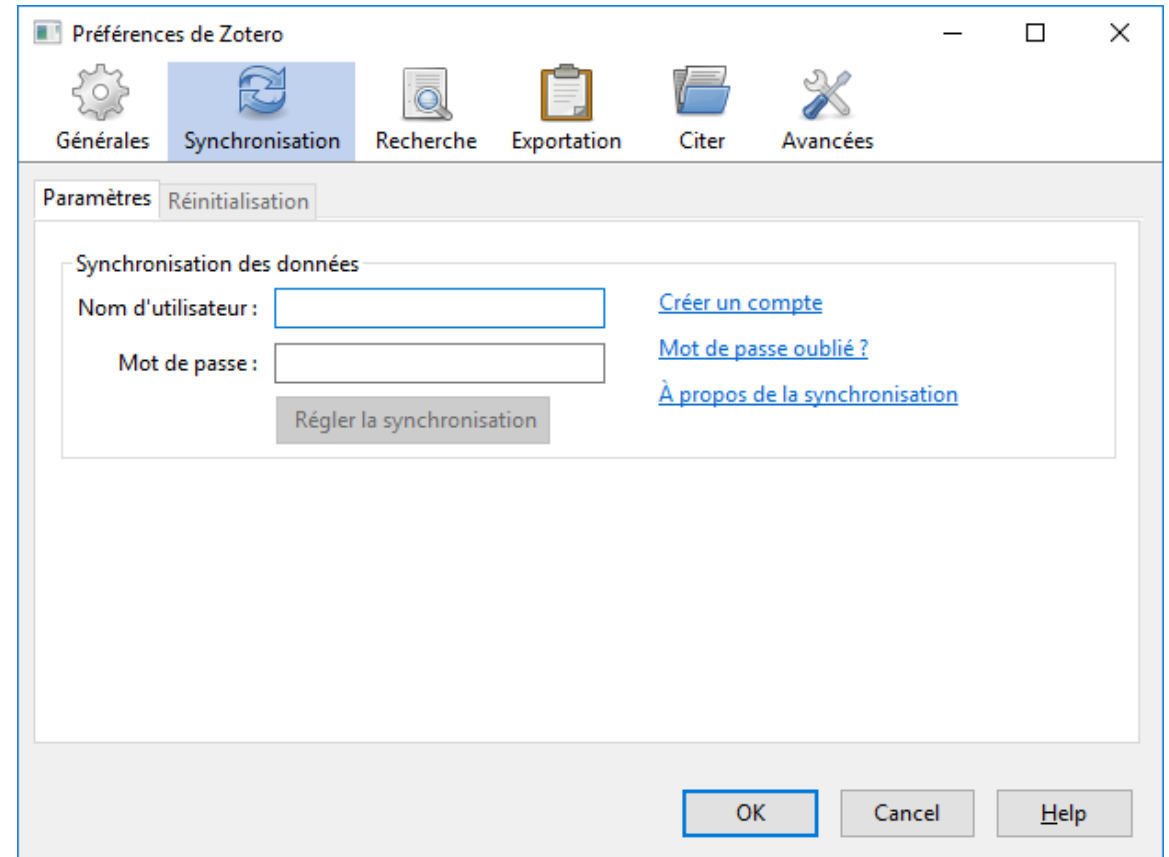 Préférences de Zotero
Générales Synchronisation Recherche Exportation Citer Avancées
Paramètres Réinitialisation
Synchronisation des données
Nom d'utilisateur : Créer un compte
Mot de passe oublié ?
Mot de passe :
À propos de la synchronisation
Régler la synchronisation
OK Cancel Help